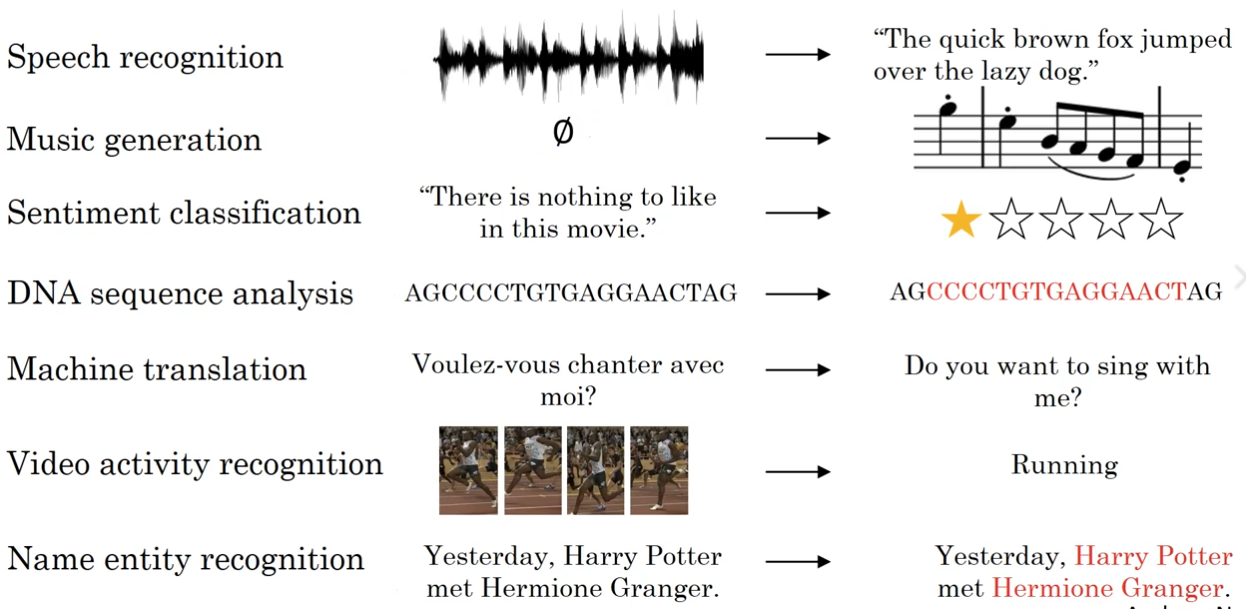 Speech recognition
“The quick brown fox jumped
over the lazy dog.”
Music generation
Ø
Sentiment classification
“There is nothing to like
in this movie.”
DNA sequence analysis
AGCCCCTGTGAGGAACTAG
AGCCCCTGTGAGGAACTAG
Machine translation
Voulez-vous chanter avec
moi?
Do you want to sing with
me?
Video activity recognition
Running
Name entity recognition
Yesterday, Harry Potter
met Hermione Granger.
Yesterday, Harry Potter
met Hermione Granger.